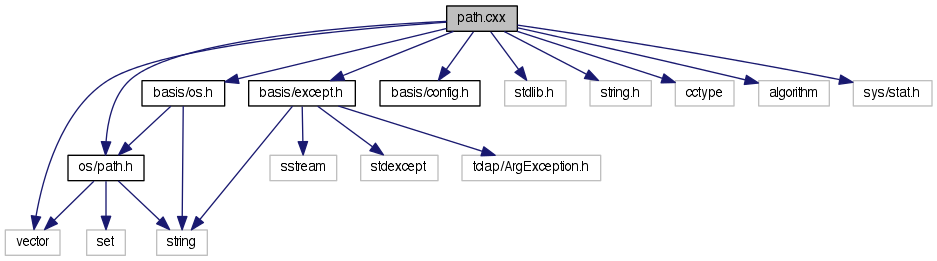 path.cxx
basis/os.h
basis/except.h
basis/config.h
stdlib.h
string.h
cctype
algorithm
sys/stat.h
os/path.h
sstream
stdexcept
tclap/ArgException.h
vector
set
string